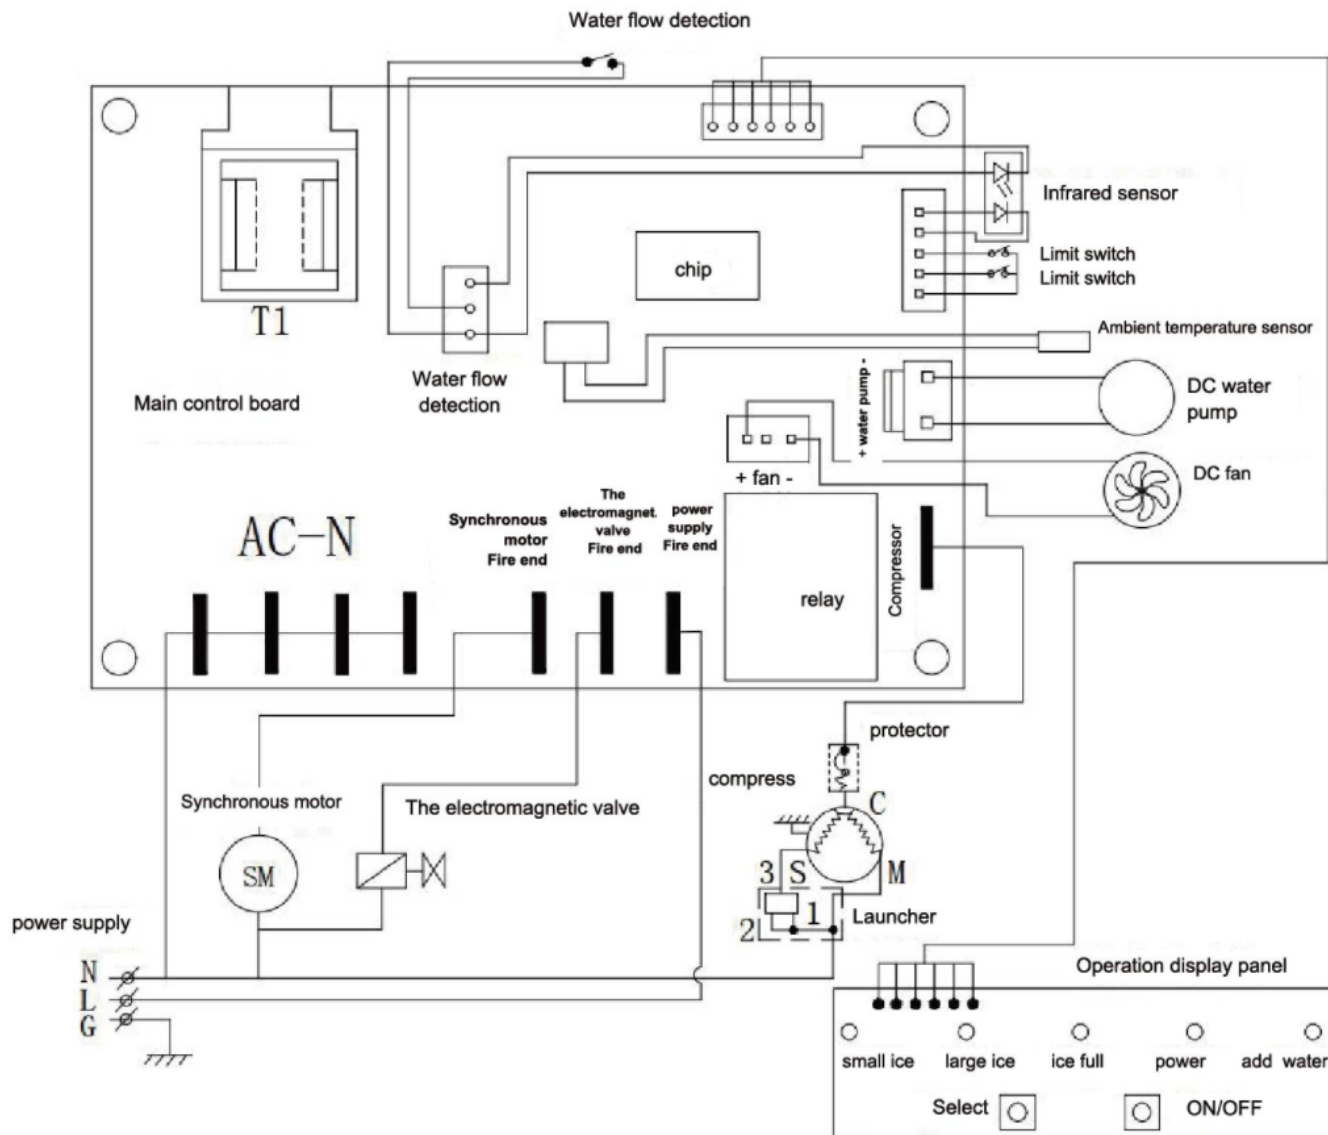 Water flow detection
Infrared sensor
Limit switch
Limit switch
chip
T1
Ambient temperature sensor
Water flow
detection
Main control board
+ water pump -
DC water
pump
+ fan -
DC fan
AC-N
Synchronous
motor
Fire end
The
electromagnet.
valve
Fire end
power
supply
Fire end
relay
Compressor
protector
compress
Synchronous motor
The electromagnetic valve
C
SM
3 S M
2 1 Launcher
power supply
N
L
G
Operation display panel
small ice large ice ice full power add water
Select ON/OFF